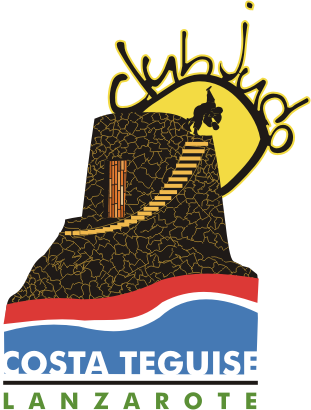 club judo
COSTA TEGUISE
LANZAROTE